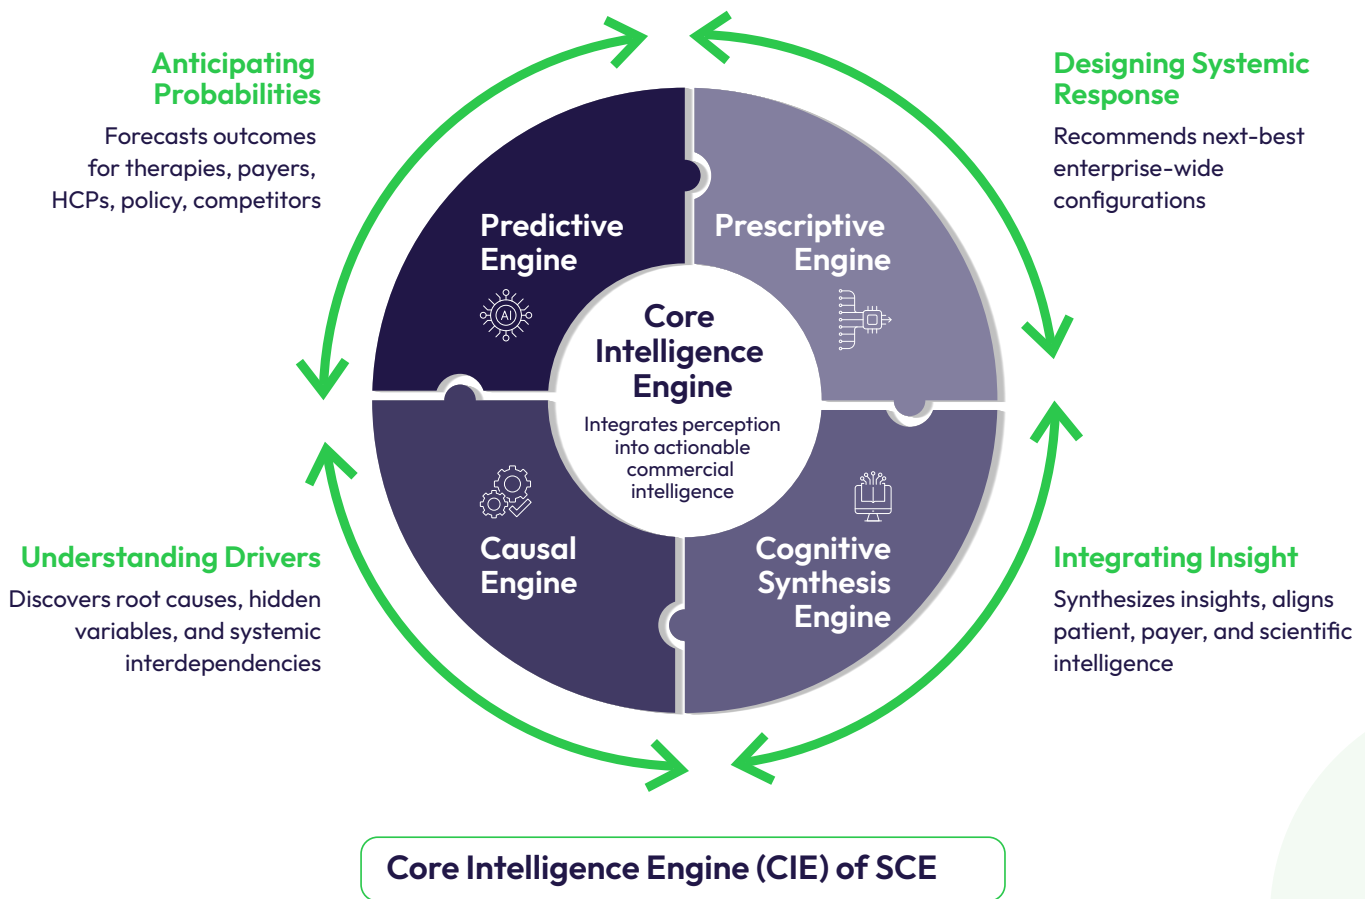 Anticipating
Probabilities
Forecasts outcomes
for therapies, payers,
HCPs, policy, competitors
Designing Systemic
Response
Recommends next-best
enterprise-wide
configurations
Predictive
Engine
AI
Prescriptive
Engine
Core
Intelligence
Engine
Integrates perception
into actionable
commercial
intelligence
Causal
Engine
Cognitive
Synthesis
Engine
Understanding Drivers
Discovers root causes, hidden
variables, and systemic
interdependencies
Integrating Insight
Synthesizes insights, aligns
patient, payer, and scientific
intelligence
Core Intelligence Engine (CIE) of SCE